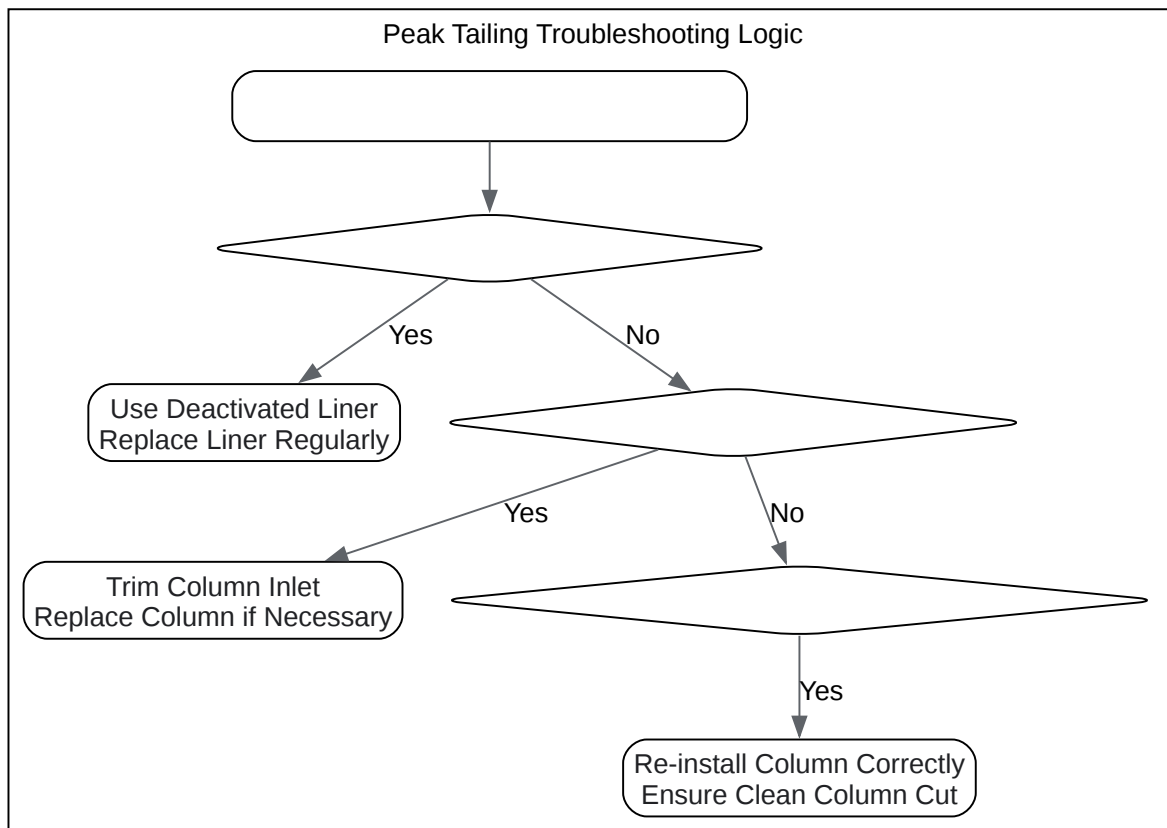 Peak Tailing Troubleshooting Logic
Yes
No
Use Deactivated Liner
Replace Liner Regularly
Yes
No
Trim Column Inlet
Replace Column if Necessary
Yes
Re-install Column Correctly
Ensure Clean Column Cut